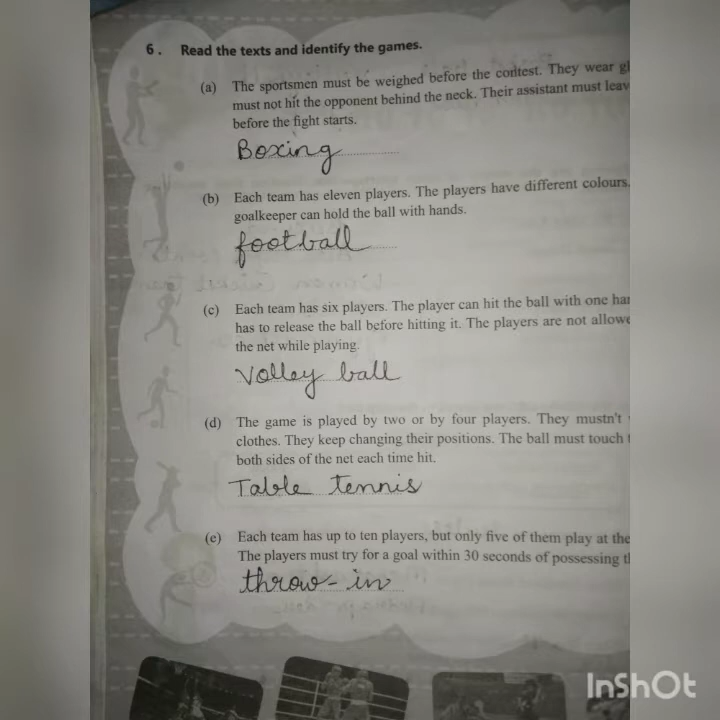 6. Read the texts and identify the games.
(a) The sportsmen must be weighed before the contest. They wear gl
must not hit the opponent behind the neck. Their assistant must leav
before the fight starts.
Boxing
(b) Each team has eleven players. The players have different colours.
goalkeeper can hold the ball with hands.
football
(c) Each team has six players. The player can hit the ball with one han
has to release the ball before hitting it. The players are not allowe
the net while playing.
Volley ball
(d) The game is played by two or by four players. They mustn't
clothes. They keep changing their positions. The ball must touch t
both sides of the net each time hit.
Table tennis
(e) Each team has up to ten players, but only five of them play at the
The players must try for a goal within 30 seconds of possessing th
throw-in
InShOt